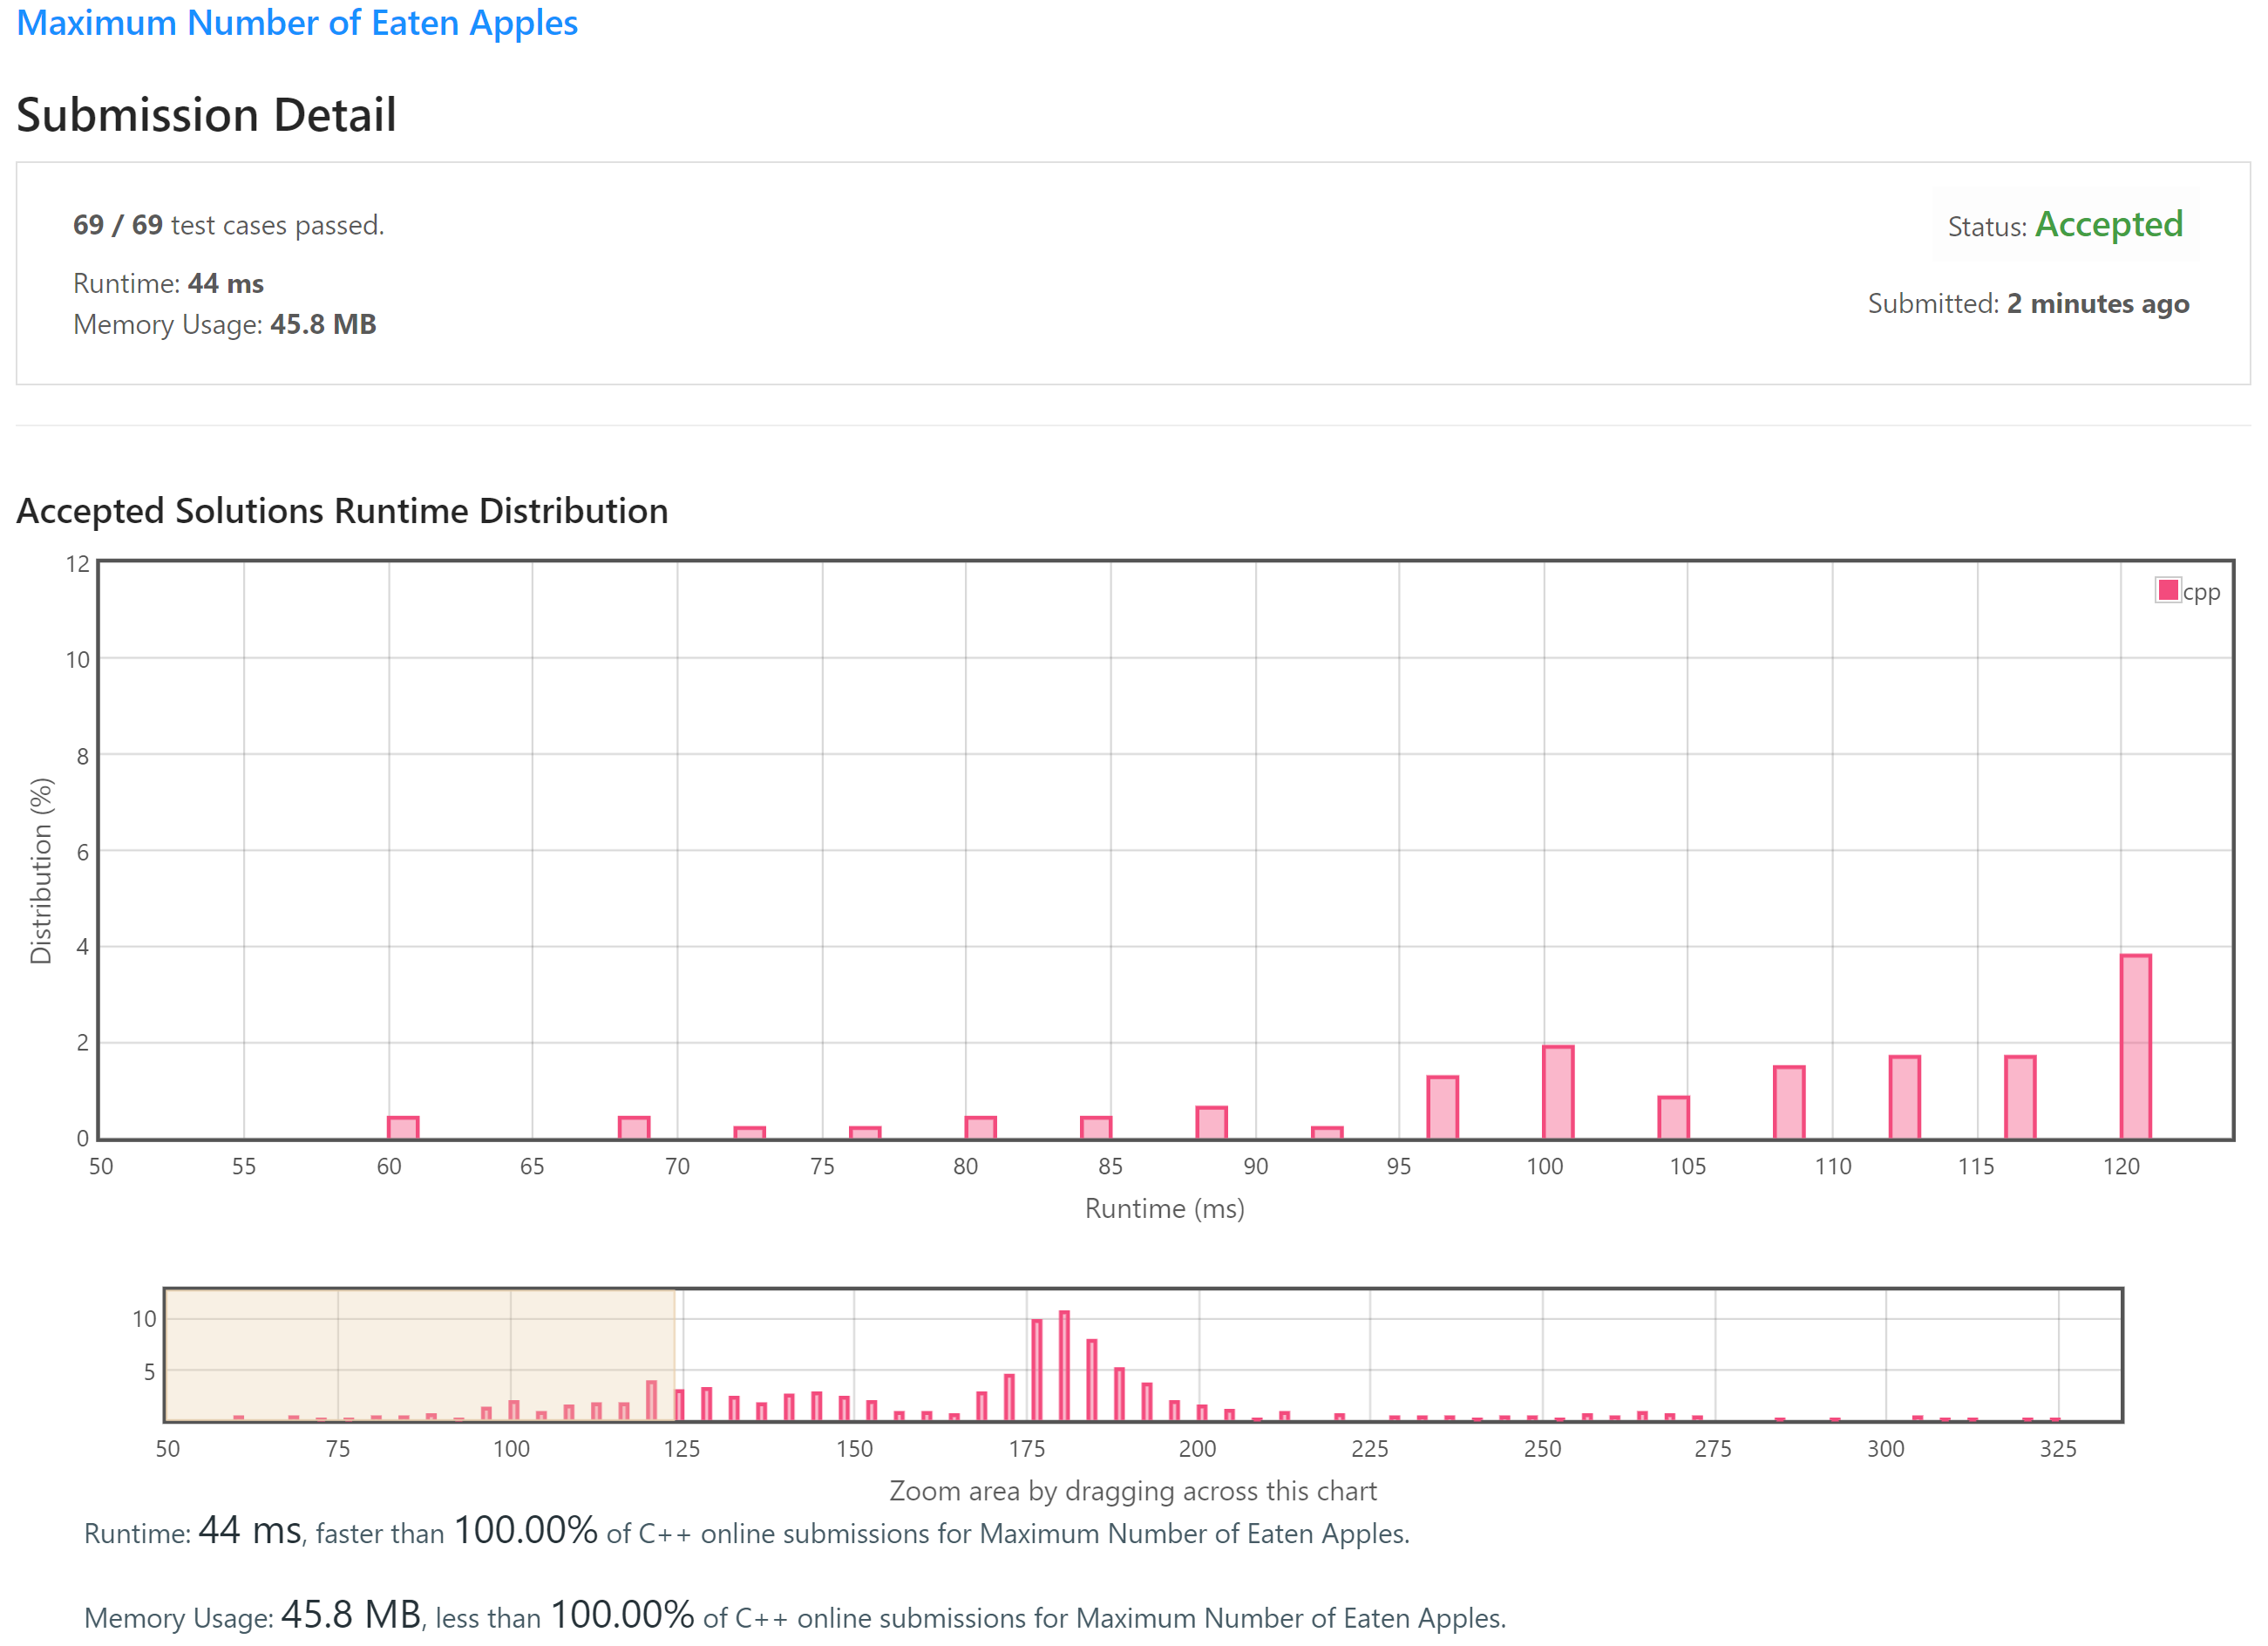 Maximum Number of Eaten Apples
Submission Detail
69 / 69 test cases passed.
Status: Accepted
Runtime: 44 ms
Submitted: 2 minutes ago
Memory Usage: 45.8 MB
Accepted Solutions Runtime Distribution
12
cpp
10
8
6
4
2
0
Distribution (%)
50 55 60 65 70 75 80 85 90 95 100 105 110 115 120
Runtime (ms)
10
5
50 75 100 125 150 175 200 225 250 275 300 325
Zoom area by dragging across this chart
Runtime: 44 ms, faster than 100.00% of C++ online submissions for Maximum Number of Eaten Apples.
Memory Usage: 45.8 MB, less than 100.00% of C++ online submissions for Maximum Number of Eaten Apples.